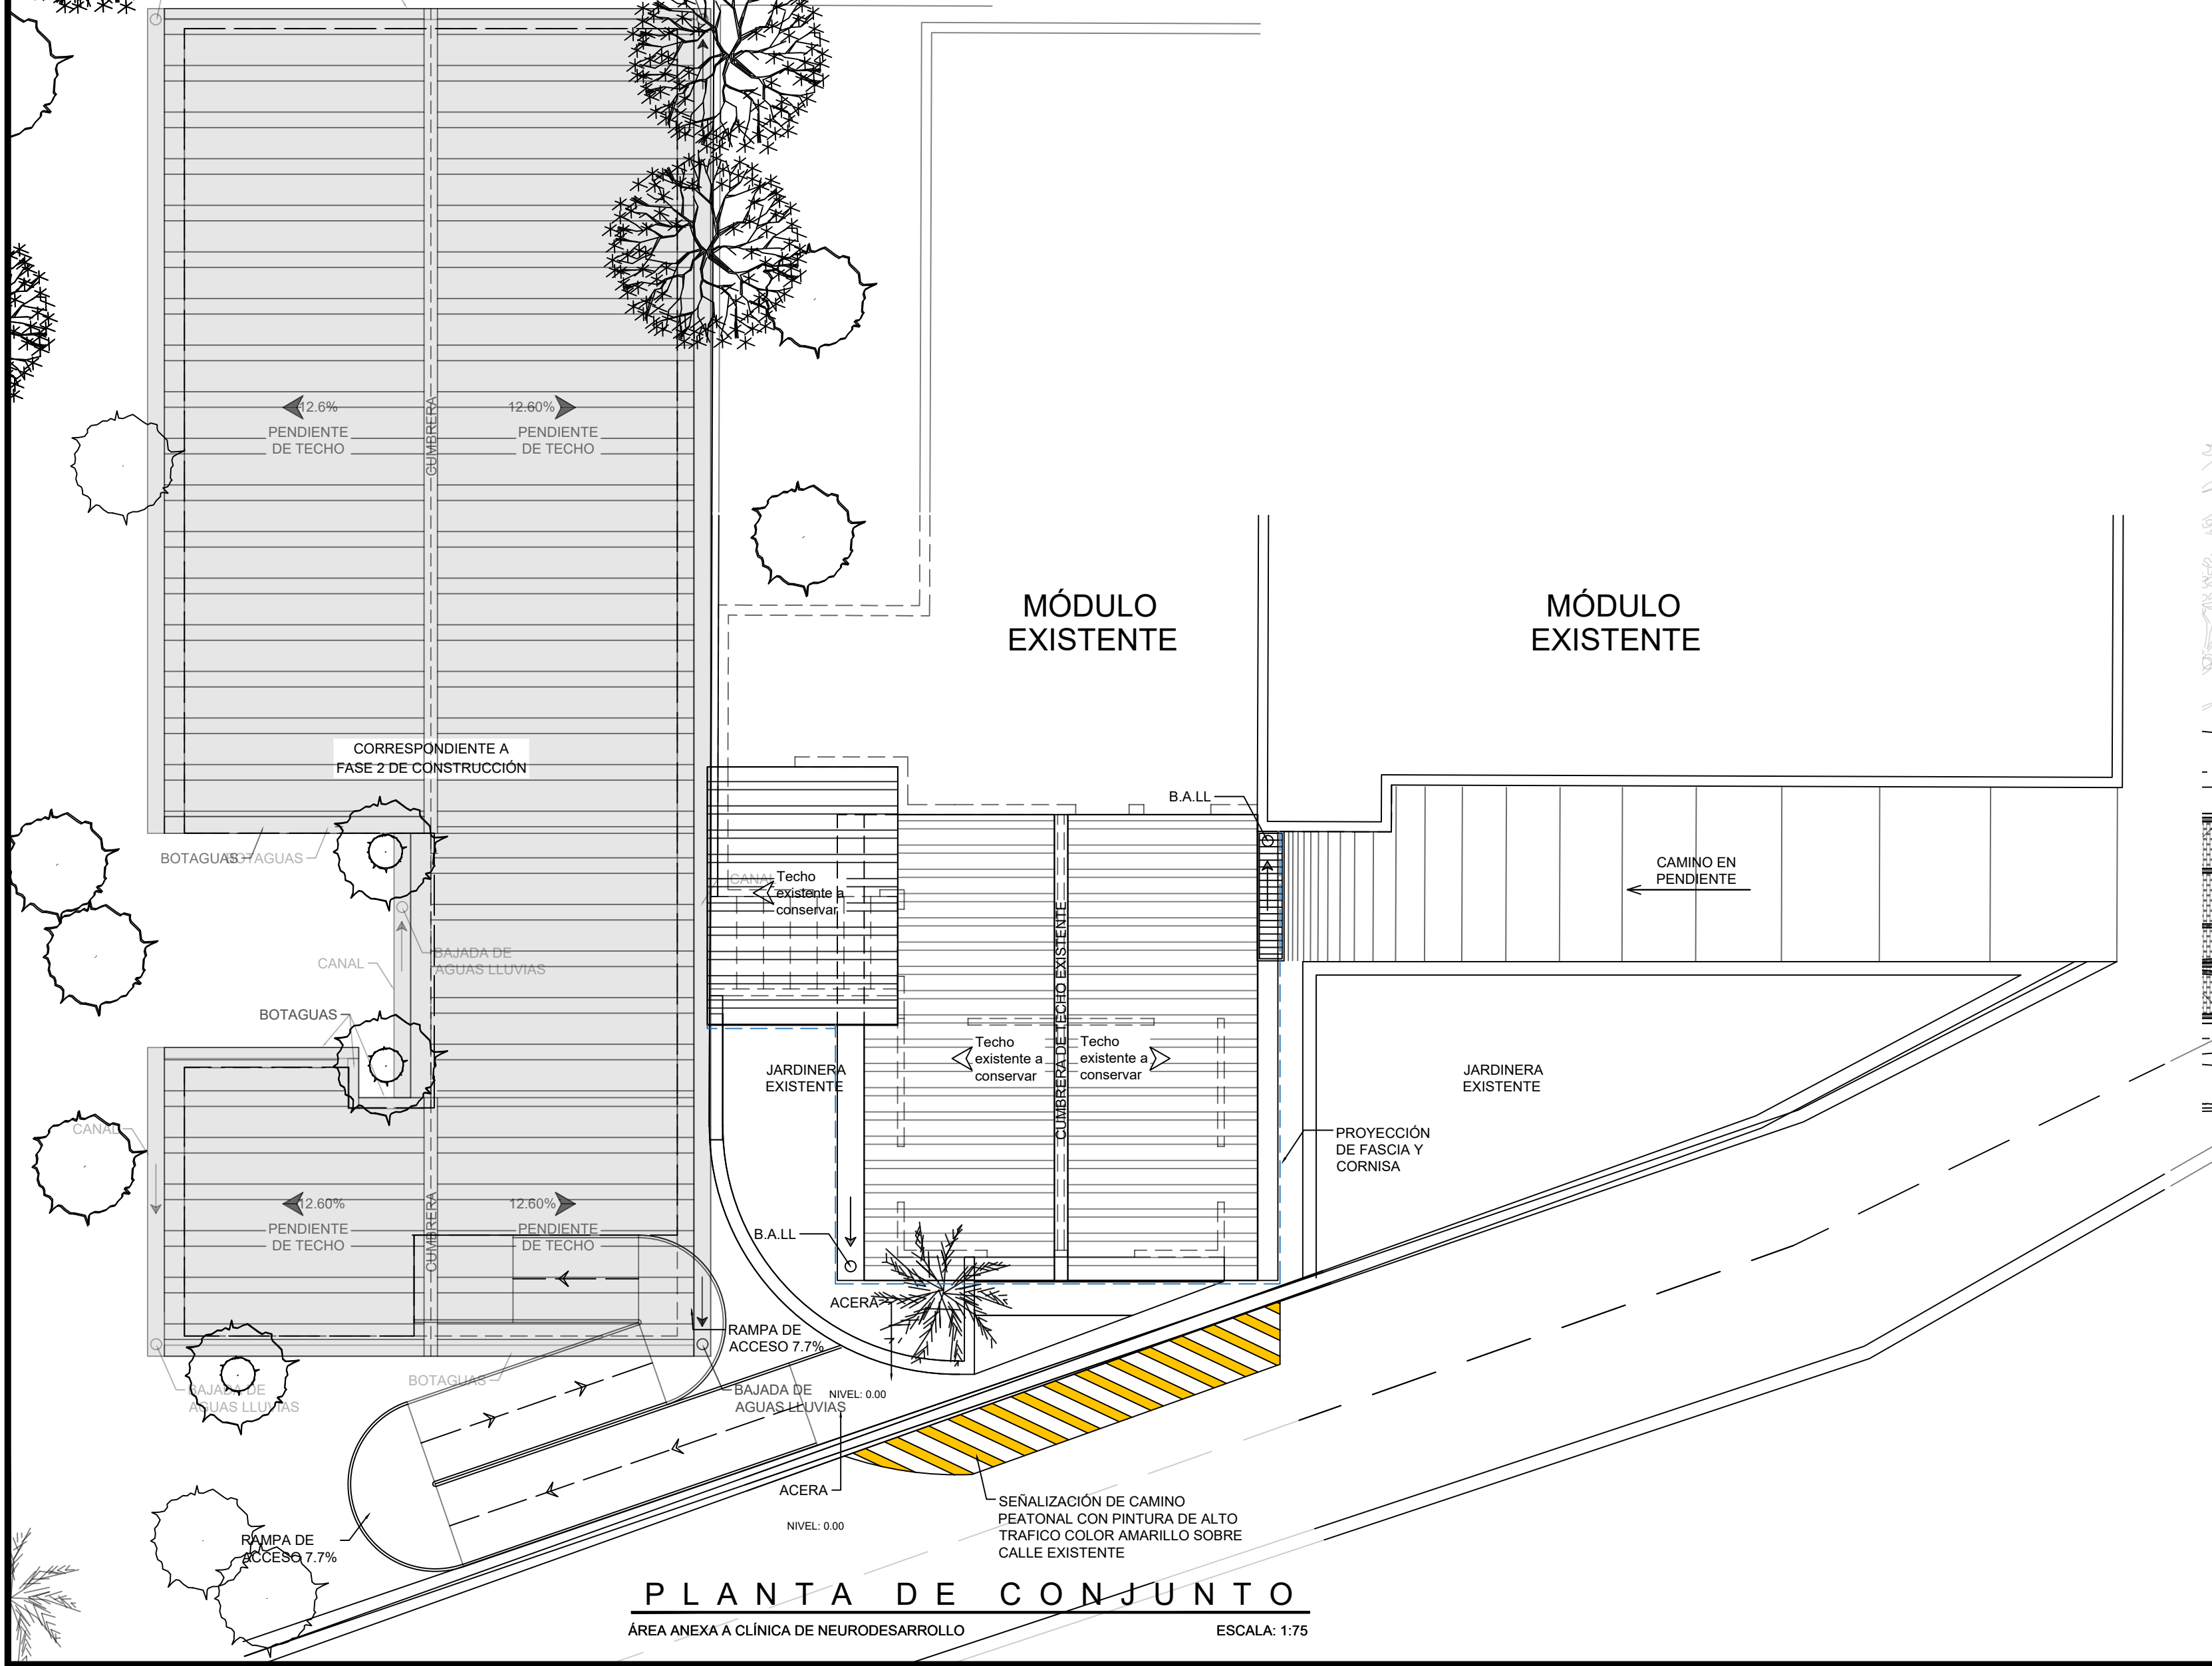 12.6%
PENDIENTE
DE TECHO
CUMBRERA
12.60%
PENDIENTE
DE TECHO
MÓDULO
EXISTENTE
MÓDULO
EXISTENTE
CORRESPONDIENTE A
FASE 2 DE CONSTRUCCIÓN
B.A.LL
BOTAGUAS
BOTAGUAS
CANAL
Techo
existente a
conservar
CAMINO EN
PENDIENTE
CANAL
BAJADA DE
AGUAS LLUVIAS
BOTAGUAS
CUMBRERA DE TECHO EXISTENTE
Techo
existente a
conservar
Techo
existente a
conservar
JARDINERA
EXISTENTE
JARDINERA
EXISTENTE
CANAL
PROYECCIÓN
DE FASCIA Y
CORNISA
12.60%
PENDIENTE
DE TECHO
CUMBRERA
12.60%
PENDIENTE
DE TECHO
B.A.LL
ACERA
RAMPA DE
ACCESO 7.7%
BOTAGUAS
BAJADA DE
AGUAS LLUVIAS
BAJADA DE
AGUAS LLUVIAS
NIVEL: 0.00
ACERA
NIVEL: 0.00
SEÑALIZACIÓN DE CAMINO
PEATONAL CON PINTURA DE ALTO
TRAFICO COLOR AMARILLO SOBRE
CALLE EXISTENTE
RAMPA DE
ACCESO 7.7%
PLANTA DE CONJUNTO
ÁREA ANEXA A CLÍNICA DE NEURODESARROLLO
ESCALA: 1:75